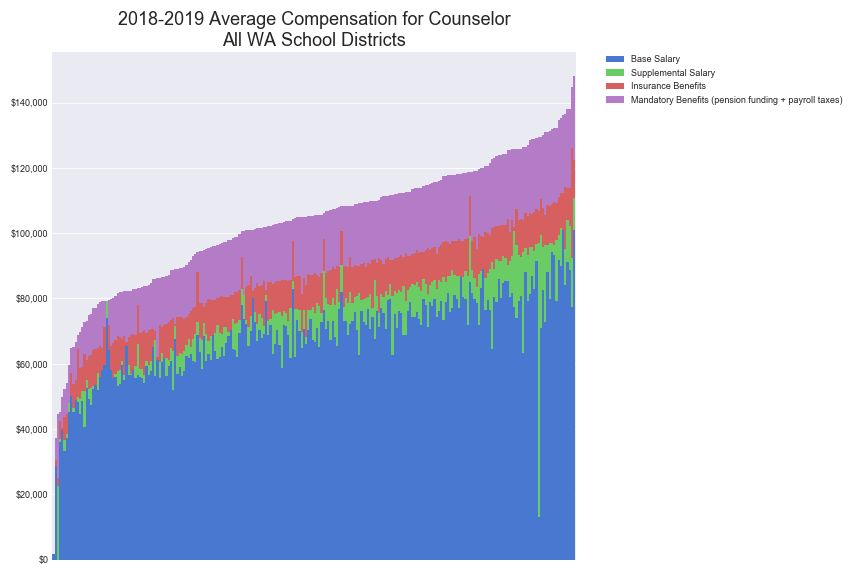 2018-2019 Average Compensation for Counselor
All WA School Districts
Base Salary
Supplemental Salary
Insurance Benefits
Mandatory Benefits (pension funding + payroll taxes)
$140,000
$120,000
$100,000
$80,000
$60,000
$40,000
$20,000
$0